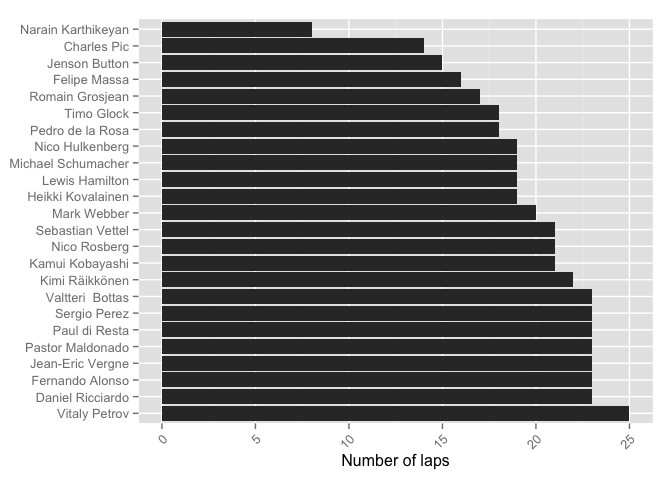 Narain Karthikeyan
Charles Pic
Jenson Button
Felipe Massa
Romain Grosjean
Timo Glock
Pedro de la Rosa
Nico Hulkenberg
Michael Schumacher
Lewis Hamilton
Heikki Kovalainen
Mark Webber
Sebastian Vettel
Nico Rosberg
Kamui Kobayashi
Kimi Räikkönen
Valtteri  Bottas
Sergio Perez
Paul di Resta
Pastor Maldonado
Jean-Eric Vergne
Fernando Alonso
Daniel Ricciardo
Vitaly Petrov
0 5 10 15 20 25
Number of laps